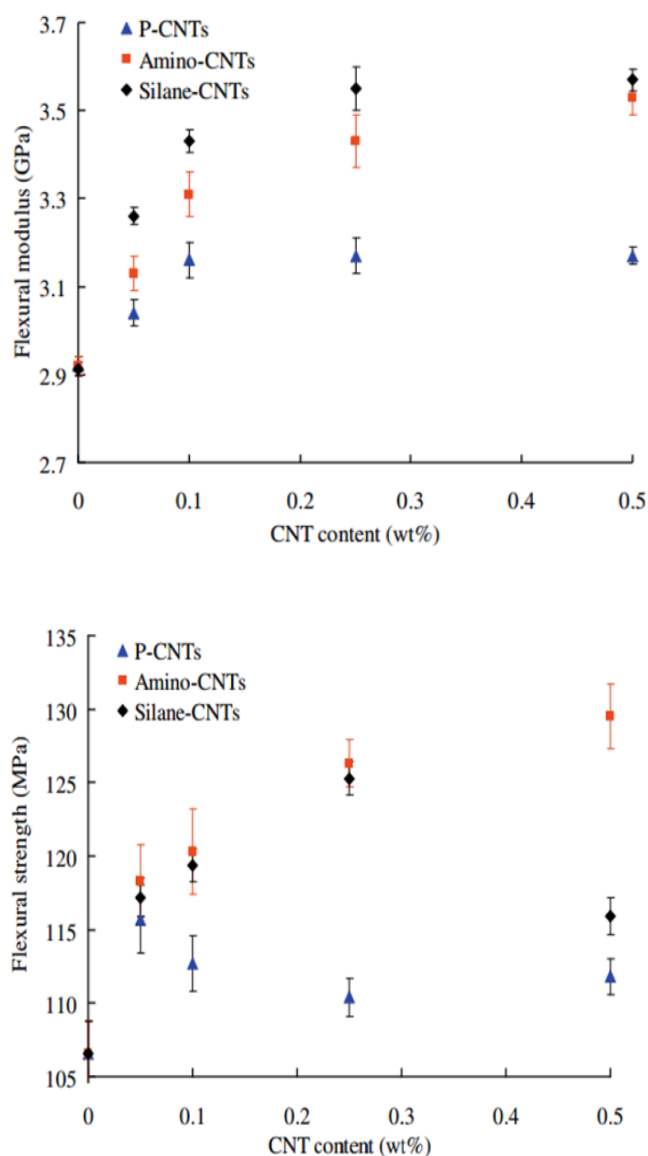 3.7
P-CNTs
Amino-CNTs
Silane-CNTs
3.5
3.3
3.1
2.9
2.7
Flexural modulus (GPa)
0 0.1 0.2 0.3 0.4 0.5
CNT content (wt%)
135
P-CNTs
Amino-CNTs
Silane-CNTs
130
125
120
115
110
105
Flexural strength (MPa)
0 0.1 0.2 0.3 0.4 0.5
CNT content (wt%)